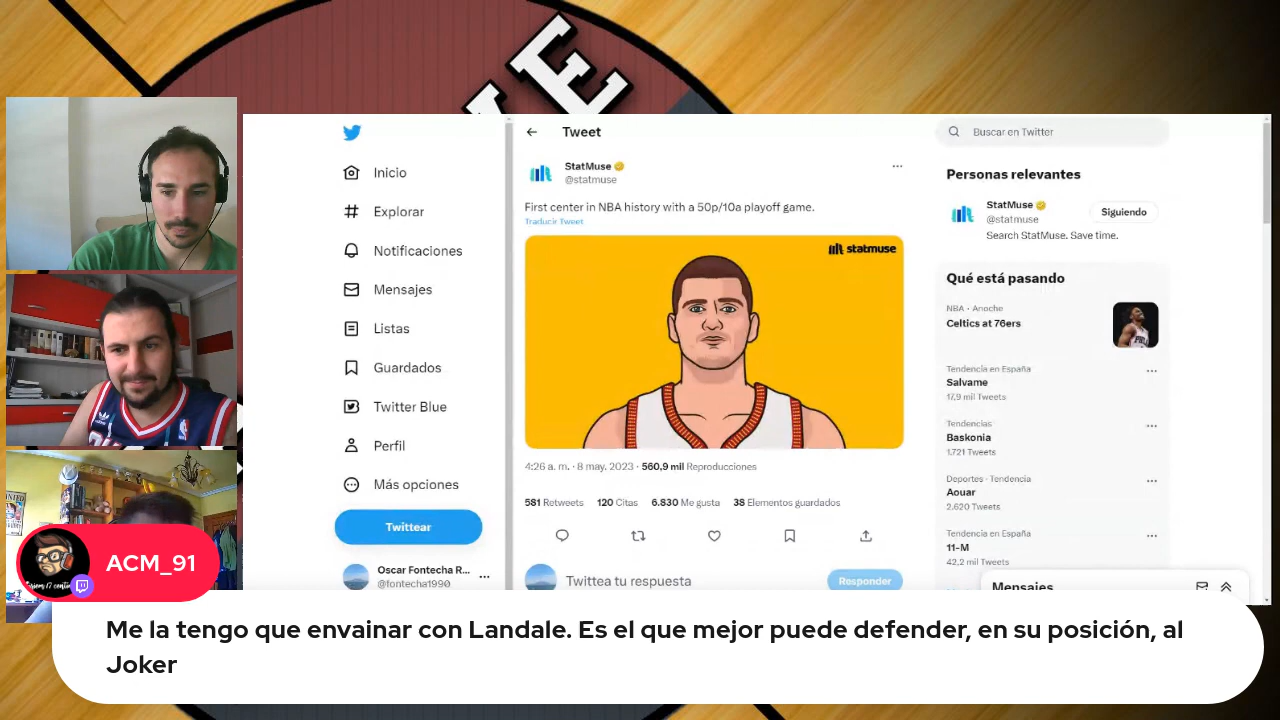 VE
Inicio
Explorar
Notificaciones
Mensajes
Listas
Guardados
Twitter Blue
Perfil
Más opciones
Twittear
Oscar Fontecha R...
@fontecha1990
Tweet
StatMuse
@statmuse
First center in NBA history with a 50p/10a playoff game.
Traducir Tweet
statmuse
4:26 a. m. · 8 may. 2023 · 560,9 mil Reproducciones
581 Retweets 120 Citas 6.830 Me gusta 38 Elementos guardados
Twittea tu respuesta
Responder
Buscar en Twitter
Personas relevantes
StatMuse
@statmuse
Siguiendo
Search StatMuse. Save time.
Qué está pasando
NBA · Anoche
Celtics at 76ers
Tendencia en España
Salvame
17,9 mil Tweets
Tendencias
Baskonia
1.721 Tweets
Deportes · Tendencia
Aouar
2.620 Tweets
Tendencia en España
11-M
42,2 mil Tweets
Mensajes
ACM_91
Me la tengo que envainar con Landale. Es el que mejor puede defender, en su posición, al
Joker